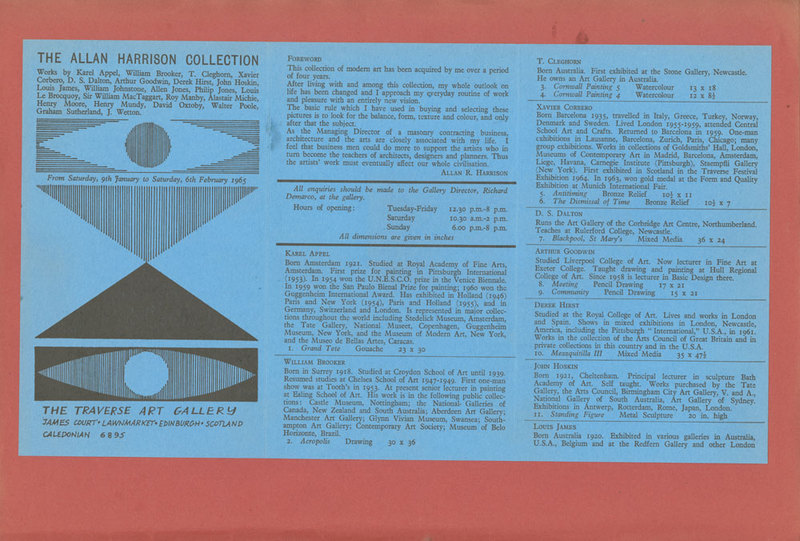 THE ALLAN HARRISON COLLECTION
Works by Karel Appel, William Brooker, T. Cleghorn, Xavier
Corbero, D. S. Dalton, Arthur Goodwin, Derek Hirst, John Hoskin,
Louis James, William Johnstone, Allen Jones, Philip Jones, Louis
Le Brocquoy, Sir William MacTaggart, Roy Manby, Alastair Michie,
Henry Moore, Henry Mundy, David Oxtoby, Walter Poole,
Graham Sutherland, J. Wetton.
From Saturday, 9th January to Saturday, 6th February 1965
THE TRAVERSE ART GALLERY
JAMES COURT · LAWNMARKET · EDINBURGH · SCOTLAND
CALEDONIAN 6895
FOREWORD
This collection of modern art has been acquired by me over a period
of four years.
After living with and among this collection, my whole outlook on
life has been changed and I approach my everyday routine of work
and pleasure with an entirely new vision.
The basic rule which I have used in buying and selecting these
pictures is to look for the balance, form, texture and colour, and only
after that the subject.
As the Managing Director of a masonry contracting business,
architecture and the arts are closely associated with my life. I
feel that business men could do more to support the artists who in
turn become the teachers of architects, designers and planners. Thus
the artists' work must eventually affect our whole civilisation.
ALLAN R. HARRISON
All enquiries should be made to the Gallery Director, Richard
Demarco, at the gallery.
Hours of opening: Tuesday-Friday 12.30 p.m.-8 p.m.
Saturday 10.30 a.m.-2 p.m.
Sunday 6.00 p.m.-8 p.m.
All dimensions are given in inches
KAREL APPEL
Born Amsterdam 1921. Studied at Royal Academy of Fine Arts,
Amsterdam. First prize for painting in Pittsburgh International
(1953). In 1954 won the U.N.E.S.C.O. prize in the Venice Biennale.
In 1959 won the San Paulo Bienal Prize for painting; 1960 won the
Guggenheim International Award. Has exhibited in Holland (1946)
Paris and New York (1954), Paris and Holland (1955), and in
Germany, Switzerland and London. Is represented in major collec-
tions throughout the world including Stedelick Museum, Amsterdam,
the Tate Gallery, National Museet, Copenhagen, Guggenheim
Museum, New York, and the Museum of Modern Art, New York,
and the Museo de Bellas Artes, Caracas.
1. Grand Tete Gouache 23 x 30
WILLIAM BROOKER
Born in Surrey 1918. Studied at Croydon School of Art until 1939.
Resumed studies at Chelsea School of Art 1947-1949. First one-man
show was at Tooth's in 1953. At present senior lecturer in painting
at Ealing School of Art. His work is in the following public collec-
tions: Castle Museum, Nottingham; the National Galleries of
Canada, New Zealand and South Australia; Aberdeen Art Gallery;
Manchester Art Gallery; Glynn Vivian Museum, Swansea; South-
ampton Art Gallery; Contemporary Art Society; Museum of Belo
Horizonte, Brazil.
2. Acropolis Drawing 30 x 36
T. CLEGHORN
Born Australia. First exhibited at the Stone Gallery, Newcastle.
He owns an Art Gallery in Australia.
3. Cornwall Painting 5 Watercolour 13 x 18
4. Cornwall Painting 4 Watercolour 12 x 8½
XAVIER CORBERO
Born Barcelona 1935, travelled in Italy, Greece, Turkey, Norway,
Denmark and Sweden. Lived London 1955-1959, attended Central
School Art and Crafts. Returned to Barcelona in 1959. One-man
exhibitions in Lausanne, Barcelona, Zurich, Paris, Chicago; many
group exhibitions. Works in collections of Goldsmiths' Hall, London,
Museums of Contemporary Art in Madrid, Barcelona, Amsterdam,
Liege, Havana, Carnegie Institute (Pittsburgh), Staempfli Gallery
(New York). First exhibited in Scotland in the Traverse Festival
Exhibition 1964. In 1963, won gold medal at the Form and Quality
Exhibition at Munich International Fair.
5. Antitiming Bronze Relief 10½ x 11
6. The Dismissal of Time Bronze Relief 10½ x 7
D. S. DALTON
Runs the Art Gallery of the Corbridge Art Centre, Northumberland.
Teaches at Rulerford College, Newcastle.
7. Blackpool, St Mary's Mixed Media 36 x 24
ARTHUR GOODWIN
Studied Liverpool College of Art. Now lecturer in Fine Art at
Exeter College. Taught drawing and painting at Hull Regional
College of Art. Since 1958 is lecturer in Basic Design there.
8. Meeting Pencil Drawing 17 x 21
9. Community Pencil Drawing 15 x 21
DEREK HIRST
Studied at the Royal College of Art. Lives and works in London
and Spain. Shows in mixed exhibitions in London, Newcastle,
America, including the Pittsburgh "International," U.S.A., in 1961.
Works in the collection of the Arts Council of Great Britain and in
private collections in this country and in the U.S.A.
10. Mezaquitilla III Mixed Media 35 x 47½
JOHN HOSKIN
Born 1921, Cheltenham. Principal lecturer in sculpture Bath
Academy of Art. Self taught. Works purchased by the Tate
Gallery, the Arts Council, Birmingham City Art Gallery, V. and A.,
National Gallery of South Australia, Art Gallery of Sydney.
Exhibitions in Antwerp, Rotterdam, Rome, Japan, London.
11. Standing Figure Metal Sculpture 20 in. high
LOUIS JAMES
Born Australia 1920. Exhibited in various galleries in Australia,
U.S.A., Belgium and at the Redfern Gallery and other London